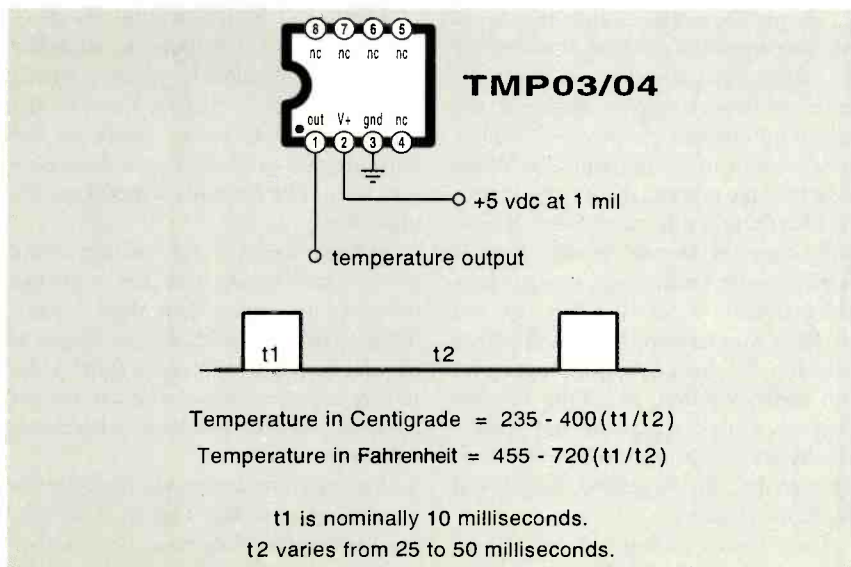 8 7 6 5
nc nc nc nc
TMP03/04
out V+ gnd nc
1 2 3 4
+5 vdc at 1 mil
temperature output
t1 t2
Temperature in Centigrade = 235 - 400(t1/t2)
Temperature in Fahrenheit = 455 - 720(t1/t2)
t1 is nominally 10 milliseconds.
t2 varies from 25 to 50 milliseconds.